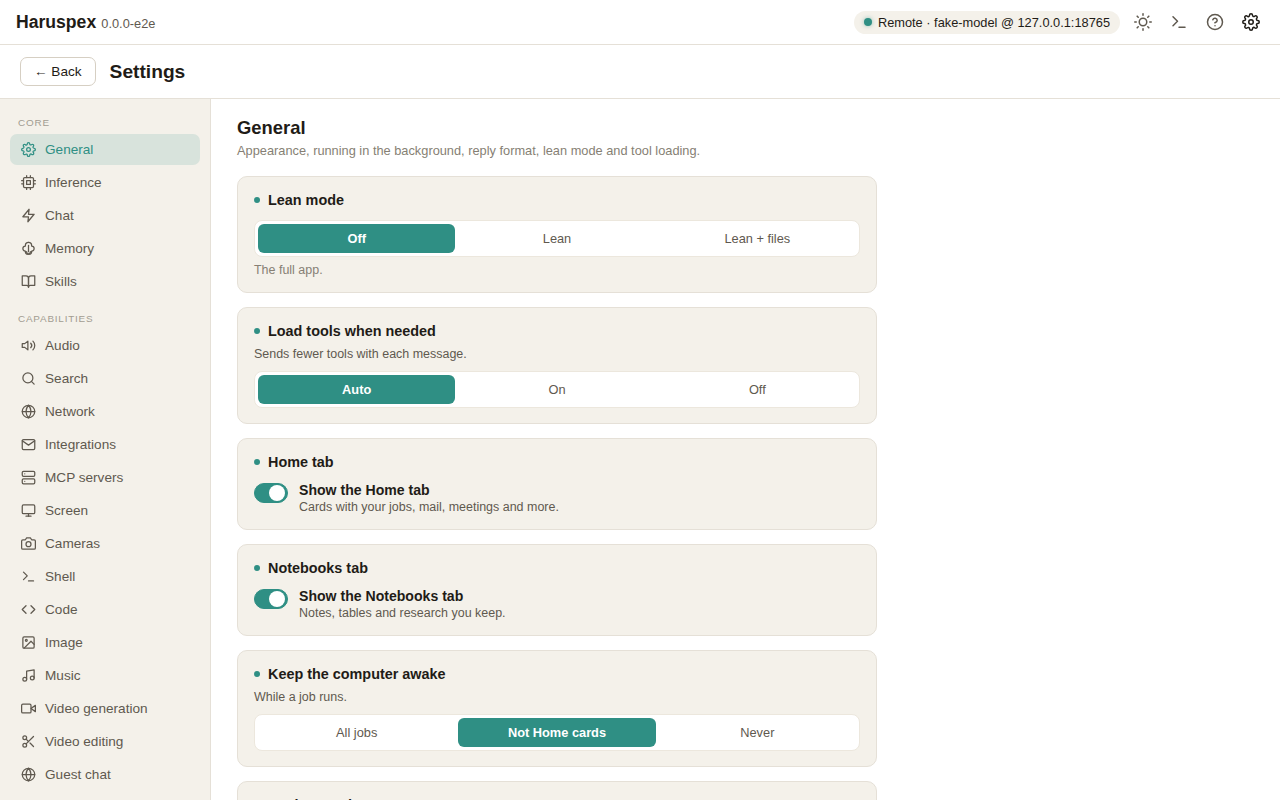 Haruspex 0.0.0-e2e
Remote · fake-model @ 127.0.0.1:18765
← Back
Settings
CORE
General
Inference
Chat
Memory
Skills
CAPABILITIES
Audio
Search
Network
Integrations
MCP servers
Screen
Cameras
Shell
Code
Image
Music
Video generation
Video editing
Guest chat
General
Appearance, running in the background, reply format, lean mode and tool loading.
Lean mode
Off
Lean
Lean + files
The full app.
Load tools when needed
Sends fewer tools with each message.
Auto
On
Off
Home tab
Show the Home tab
Cards with your jobs, mail, meetings and more.
Notebooks tab
Show the Notebooks tab
Notes, tables and research you keep.
Keep the computer awake
While a job runs.
All jobs
Not Home cards
Never